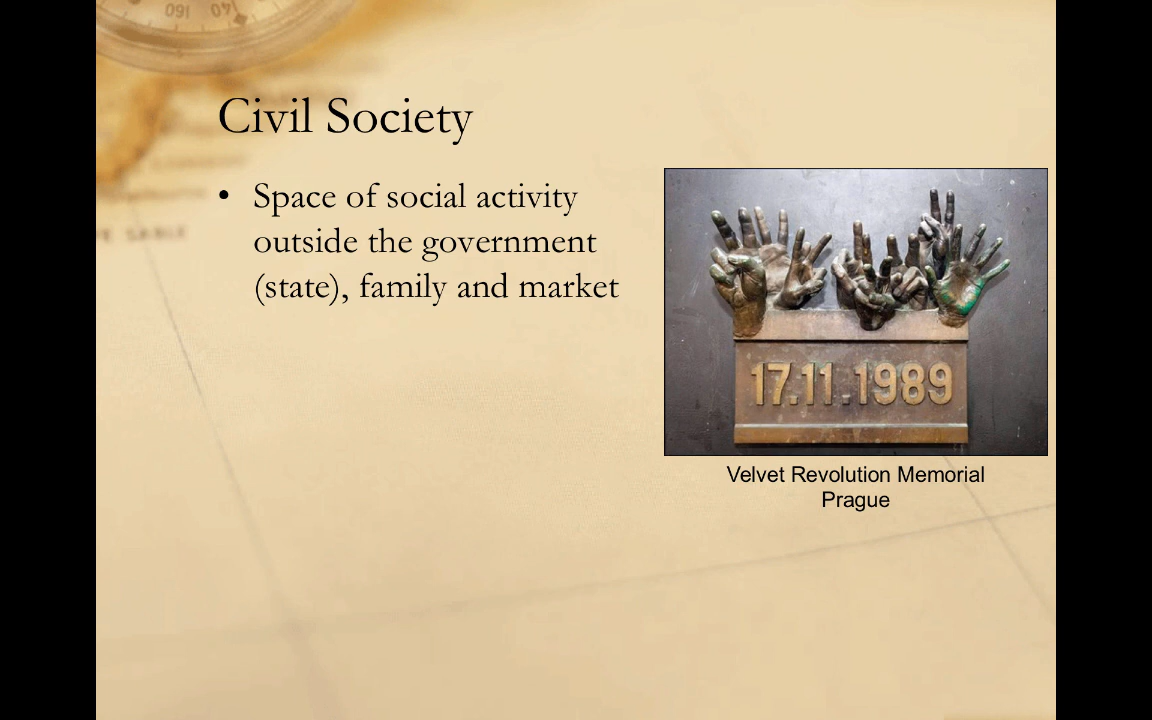 160
Civil Society
• Space of social activity
outside the government
(state), family and market
17.11.1989
Velvet Revolution Memorial
Prague